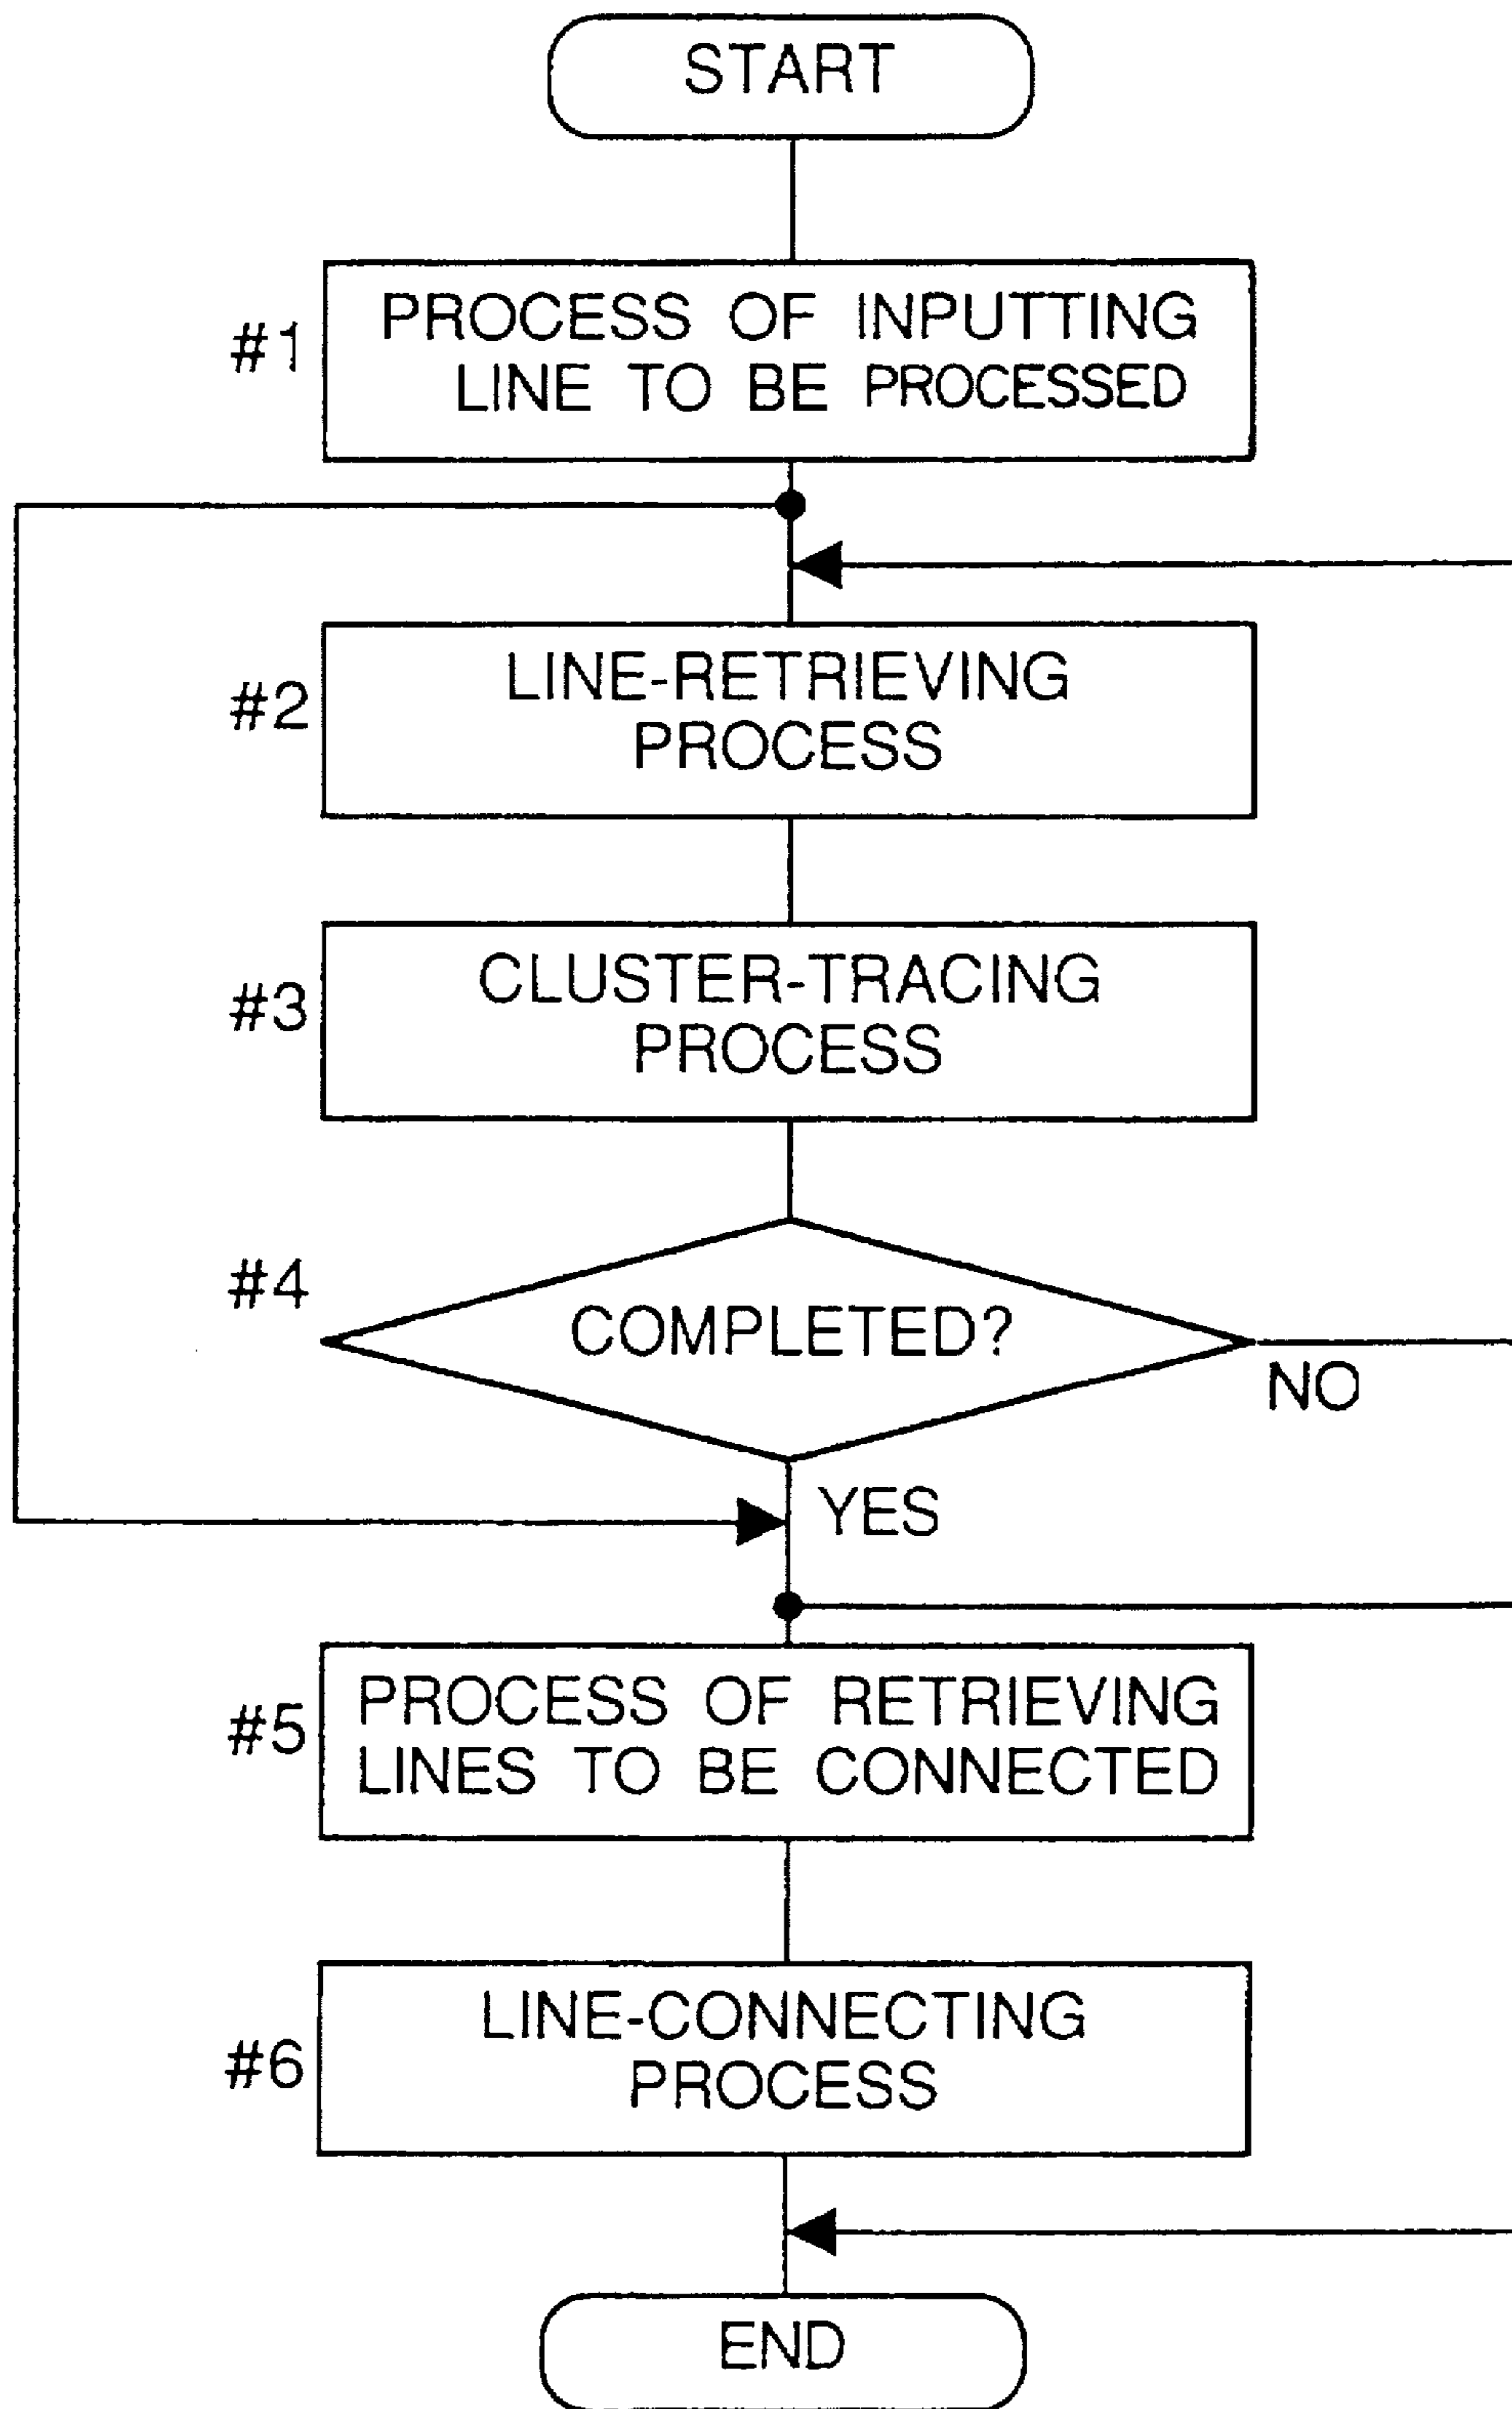 START
#1
PROCESS OF INPUTTING
LINE TO BE PROCESSED
#2
LINE-RETRIEVING
PROCESS
#3
CLUSTER-TRACING
PROCESS
#4
COMPLETED?
NO
YES
#5
PROCESS OF RETRIEVING
LINES TO BE CONNECTED
#6
LINE-CONNECTING
PROCESS
END